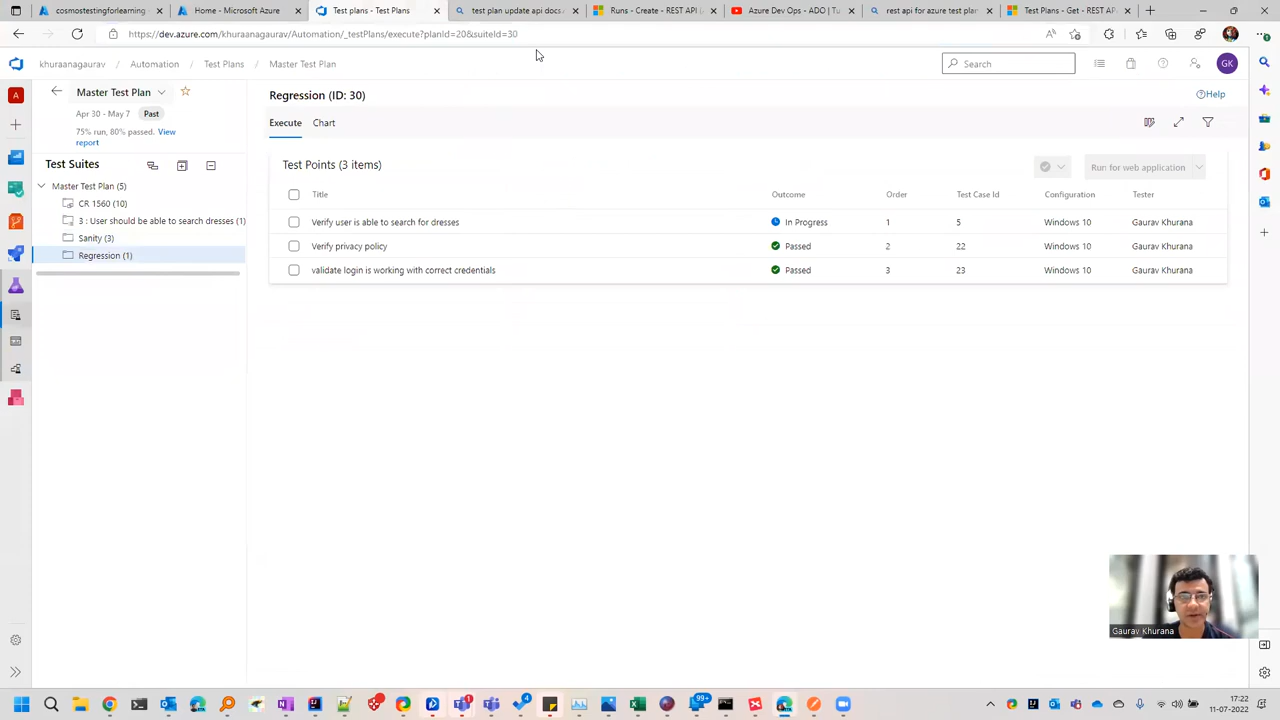 cosmostestingforlearning
Home - Microsoft Azure
Test plans - Test Plans
test plan update api docs
Runs - Create - REST API (
Azure Dev Ops - ADO | Tu
rest api for azure test plan
Test Plans - Get - REST AP
https://dev.azure.com/khuraanagaurav/Automation/_testPlans/execute?planId=20&suiteId=30
khuraanagaurav / Automation / Test Plans / Master Test Plan
Search
GK
A
Master Test Plan
Apr 30 - May 7 Past
75% run, 80% passed. View
report
Test Suites
Master Test Plan (5)
CR 1560 (10)
3 : User should be able to search dresses (1)
Sanity (3)
Regression (1)
Regression (ID: 30)
Help
Execute Chart
Test Points (3 items)
Run for web application
Title Outcome Order Test Case Id Configuration Tester
Verify user is able to search for dresses In Progress 1 5 Windows 10 Gaurav Khurana
Verify privacy policy Passed 2 22 Windows 10 Gaurav Khurana
validate login is working with correct credentials Passed 3 23 Windows 10 Gaurav Khurana
Gaurav Khurana
1
4
99+
17:22
11-07-2022